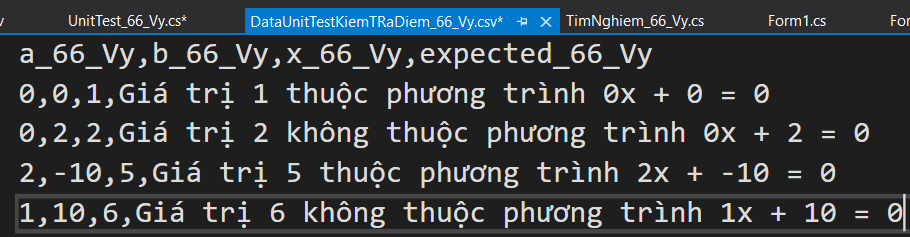 UnitTest_66_Vy.cs* DataUnitTestKiemTRaDiem_66_Vy.csv* TimNghiem_66_Vy.cs Form1.cs
a_66_Vy,b_66_Vy,x_66_Vy,expected_66_Vy
0,0,1,Giá trị 1 thuộc phương trình 0x + 0 = 0
0,2,2,Giá trị 2 không thuộc phương trình 0x + 2 = 0
2,-10,5,Giá trị 5 thuộc phương trình 2x + -10 = 0
1,10,6,Giá trị 6 không thuộc phương trình 1x + 10 = 0